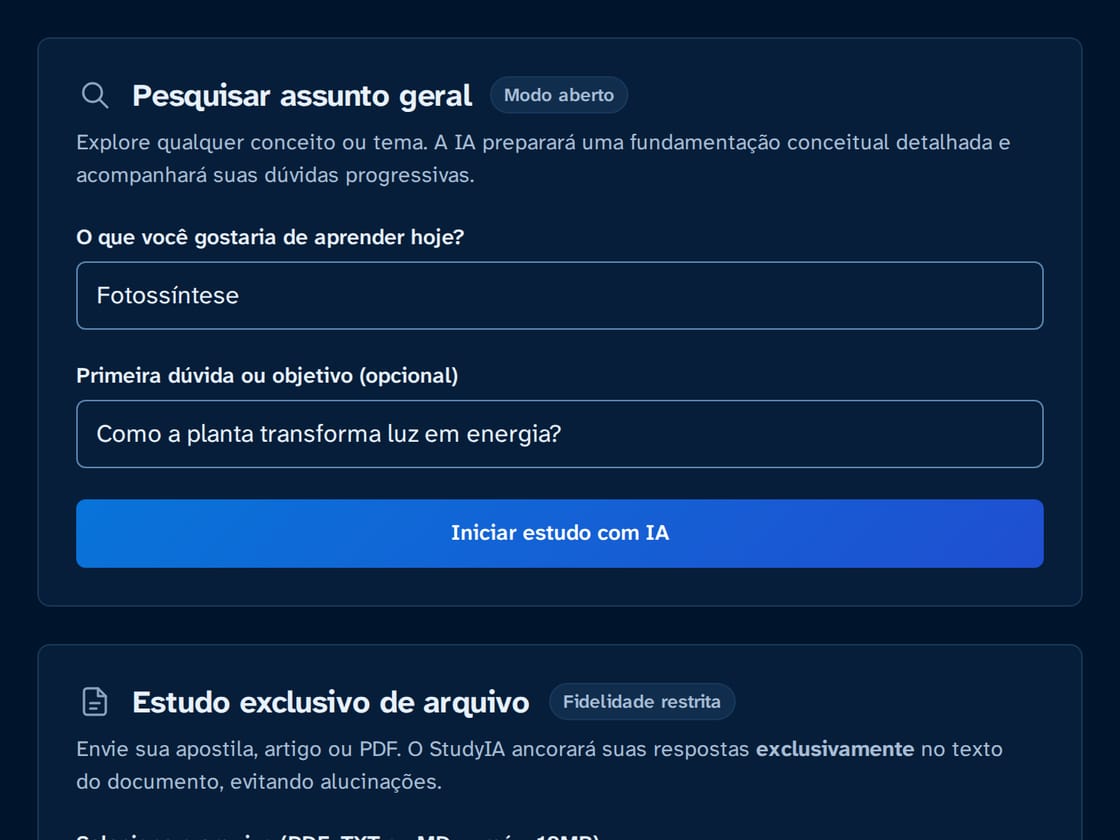 Pesquisar assunto geral Modo aberto
Explore qualquer conceito ou tema. A IA preparará uma fundamentação conceitual detalhada e
acompanhará suas dúvidas progressivas.
O que você gostaria de aprender hoje?
Fotossíntese
Primeira dúvida ou objetivo (opcional)
Como a planta transforma luz em energia?
Iniciar estudo com IA
Estudo exclusivo de arquivo Fidelidade restrita
Envie sua apostila, artigo ou PDF. O StudyIA ancorará suas respostas exclusivamente no texto
do documento, evitando alucinações.